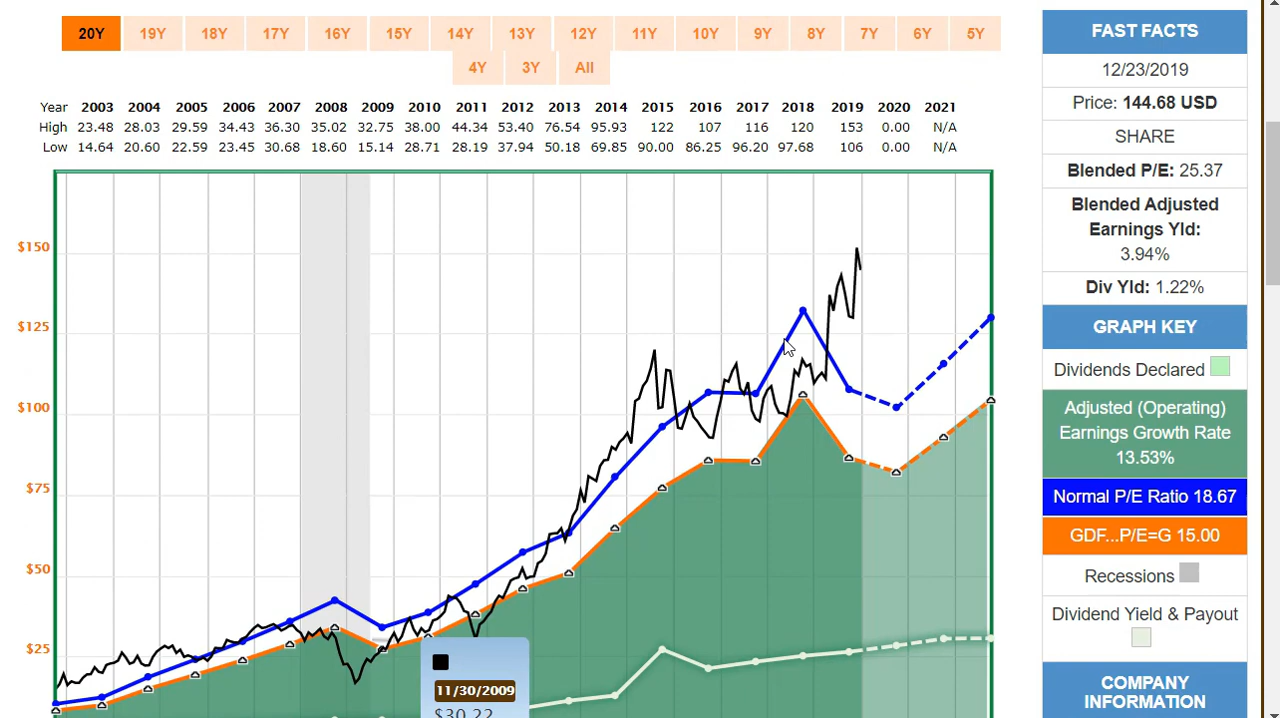 20Y 19Y 18Y 17Y 16Y 15Y 14Y 13Y 12Y 11Y 10Y 9Y 8Y 7Y 6Y 5Y
4Y 3Y All
Year 2003 2004 2005 2006 2007 2008 2009 2010 2011 2012 2013 2014 2015 2016 2017 2018 2019 2020 2021
High 23.48 28.03 29.59 34.43 36.30 35.02 32.75 38.00 44.34 53.40 76.54 95.93 122 107 116 120 153 0.00 N/A
Low 14.64 20.60 22.59 23.45 30.68 18.60 15.14 28.71 28.19 37.94 50.18 69.85 90.00 86.25 96.20 97.68 106 0.00 N/A
$150
$125
$100
$75
$50
$25
11/30/2009
$30.22
FAST FACTS
12/23/2019
Price: 144.68 USD
SHARE
Blended P/E: 25.37
Blended Adjusted
Earnings Yld:
3.94%
Div Yld: 1.22%
GRAPH KEY
Dividends Declared
Adjusted (Operating)
Earnings Growth Rate
13.53%
Normal P/E Ratio 18.67
GDF...P/E=G 15.00
Recessions
Dividend Yield & Payout
COMPANY
INFORMATION